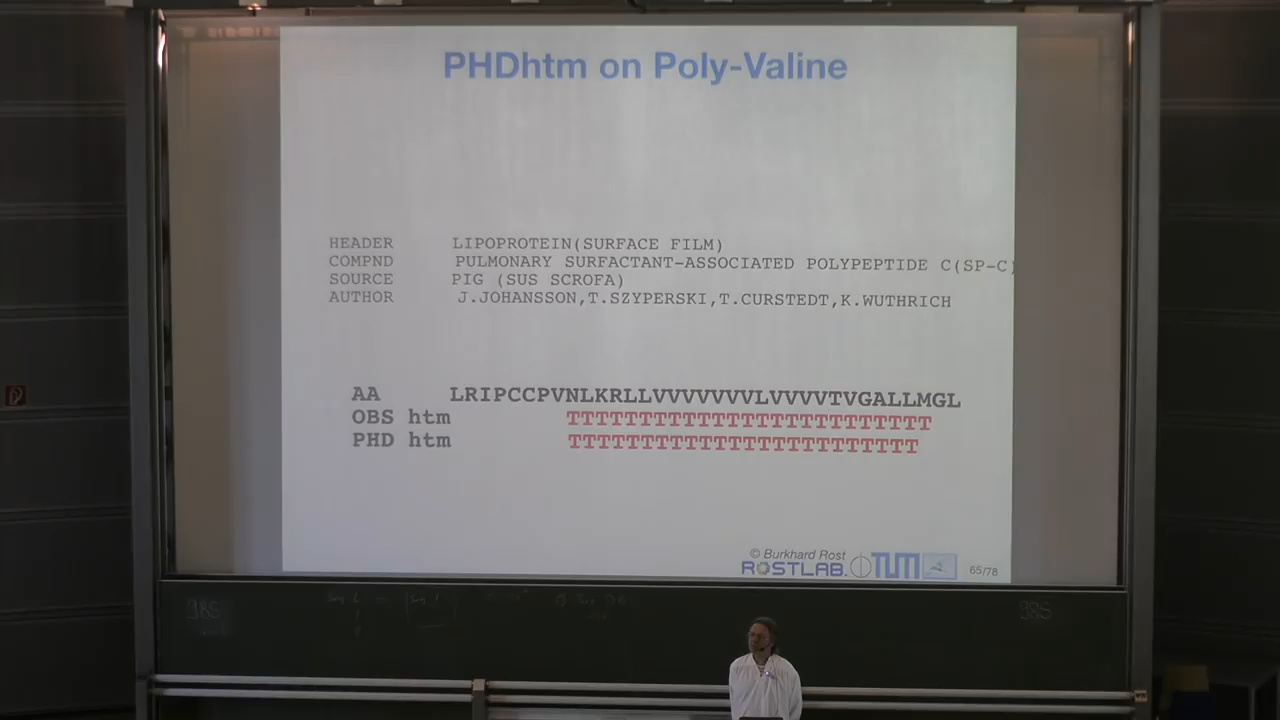 PHDhtm on Poly-Valine
HEADER LIPOPROTEIN(SURFACE FILM)
COMPND PULMONARY SURFACTANT-ASSOCIATED POLYPEPTIDE C(SP-C)
SOURCE PIG (SUS SCROFA)
AUTHOR J.JOHANSSON,T.SZYPERSKI,T.CURSTEDT,K.WUTHRICH
AA LRIPCCPVNLKRLLVVVVVVVLVVVVTVGALLMGL
OBS htm TTTTTTTTTTTTTTTTTTTTTTTTT
PHD htm TTTTTTTTTTTTTTTTTTTTTTTT
© Burkhard Rost
ROSTLAB. TUM
65/78